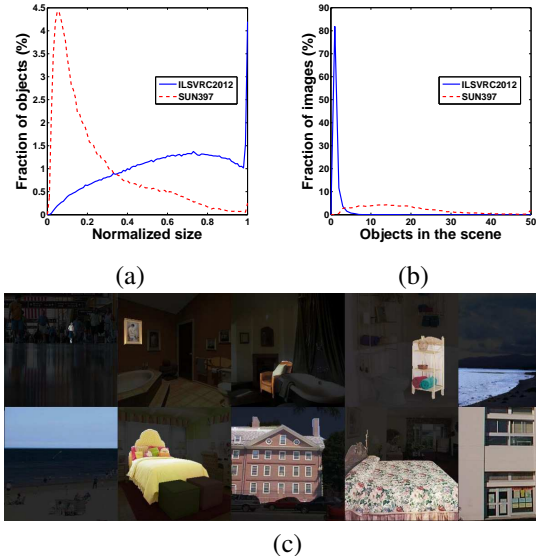 4.5
4
3.5
3
2.5
2
1.5
1
0.5
0
0 0.2 0.4 0.6 0.8 1
Fraction of objects (%)
Normalized size
ILSVRC2012
SUN397
(a)
90
80
70
60
50
40
30
20
10
0
0 10 20 30 40 50
Fraction of images (%)
Objects in the scene
ILSVRC2012
SUN397
(b)
(c)